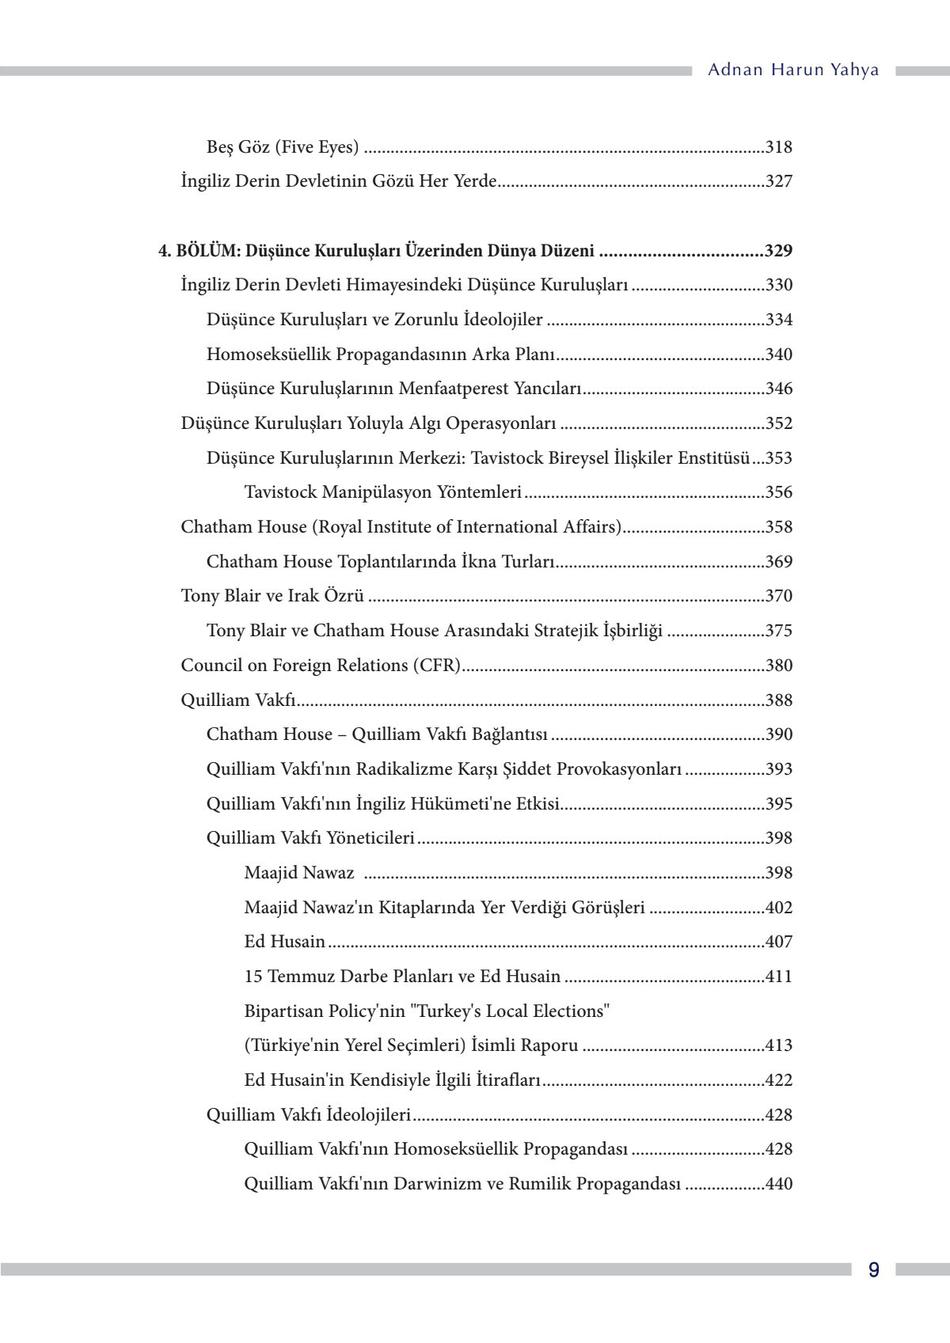 Adnan Harun Yahya
Beş Göz (Five Eyes) ..........................................................................................318
İngiliz Derin Devletinin Gözü Her Yerde............................................................327
4. BÖLÜM: Düşünce Kuruluşları Üzerinden Dünya Düzeni ..................................329
İngiliz Derin Devleti Himayesindeki Düşünce Kuruluşları ..............................330
Düşünce Kuruluşları ve Zorunlu İdeolojiler .................................................334
Homoseksüellik Propagandasının Arka Planı...............................................340
Düşünce Kuruluşlarının Menfaatperest Yancıları.........................................346
Düşünce Kuruluşları Yoluyla Algı Operasyonları ..............................................352
Düşünce Kuruluşlarının Merkezi: Tavistock Bireysel İlişkiler Enstitüsü...353
Tavistock Manipülasyon Yöntemleri......................................................356
Chatham House (Royal Institute of International Affairs)................................358
Chatham House Toplantılarında İkna Turları...............................................369
Tony Blair ve Irak Özrü .........................................................................................370
Tony Blair ve Chatham House Arasındaki Stratejik İşbirliği ......................375
Council on Foreign Relations (CFR)....................................................................380
Quilliam Vakfı.........................................................................................................388
Chatham House – Quilliam Vakfı Bağlantısı ................................................390
Quilliam Vakfı'nın Radikalizme Karşı Şiddet Provokasyonları ..................393
Quilliam Vakfı'nın İngiliz Hükümeti'ne Etkisi..............................................395
Quilliam Vakfı Yöneticileri..............................................................................398
Maajid Nawaz ..........................................................................................398
Maajid Nawaz'ın Kitaplarında Yer Verdiği Görüşleri ..........................402
Ed Husain..................................................................................................407
15 Temmuz Darbe Planları ve Ed Husain .............................................411
Bipartisan Policy'nin "Turkey's Local Elections"
(Türkiye'nin Yerel Seçimleri) İsimli Raporu .........................................413
Ed Husain'in Kendisiyle İlgili İtirafları..................................................422
Quilliam Vakfı İdeolojileri...............................................................................428
Quilliam Vakfı'nın Homoseksüellik Propagandası ..............................428
Quilliam Vakfı'nın Darwinizm ve Rumilik Propagandası ..................440
9